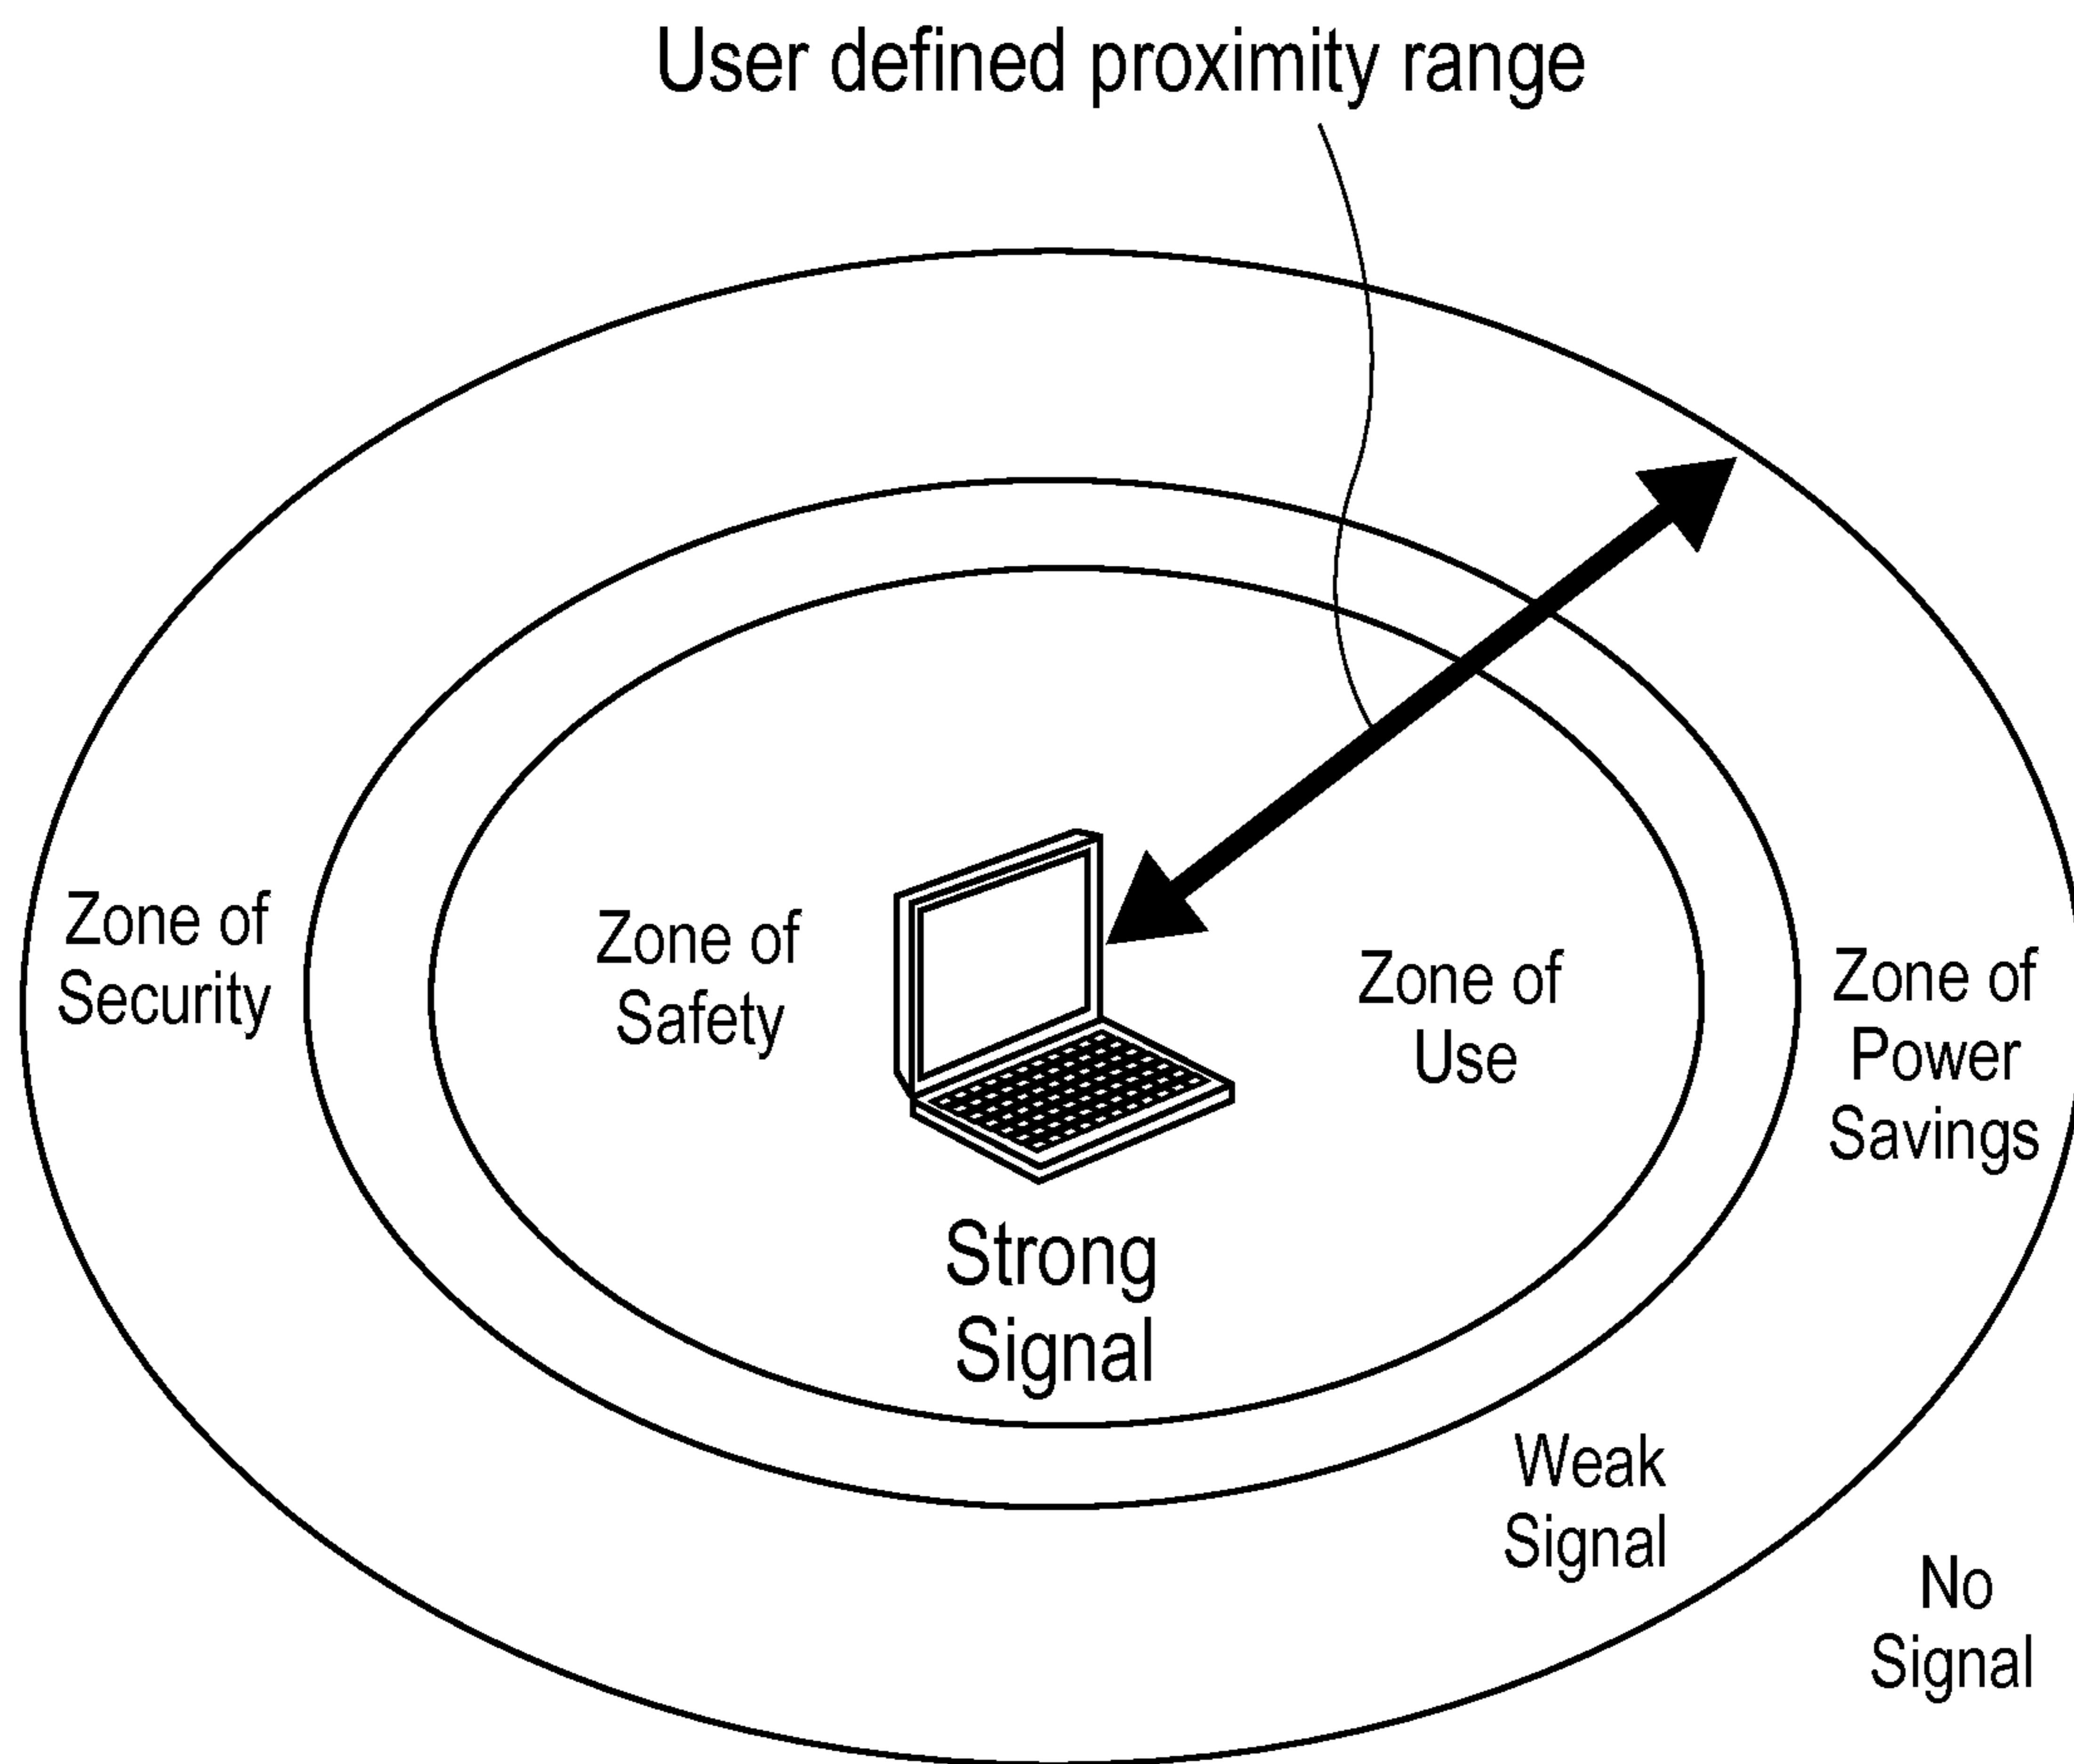 User defined proximity range
Zone of
Security
Zone of
Safety
Zone of
Use
Zone of
Power
Savings
Strong
Signal
Weak
Signal
No
Signal